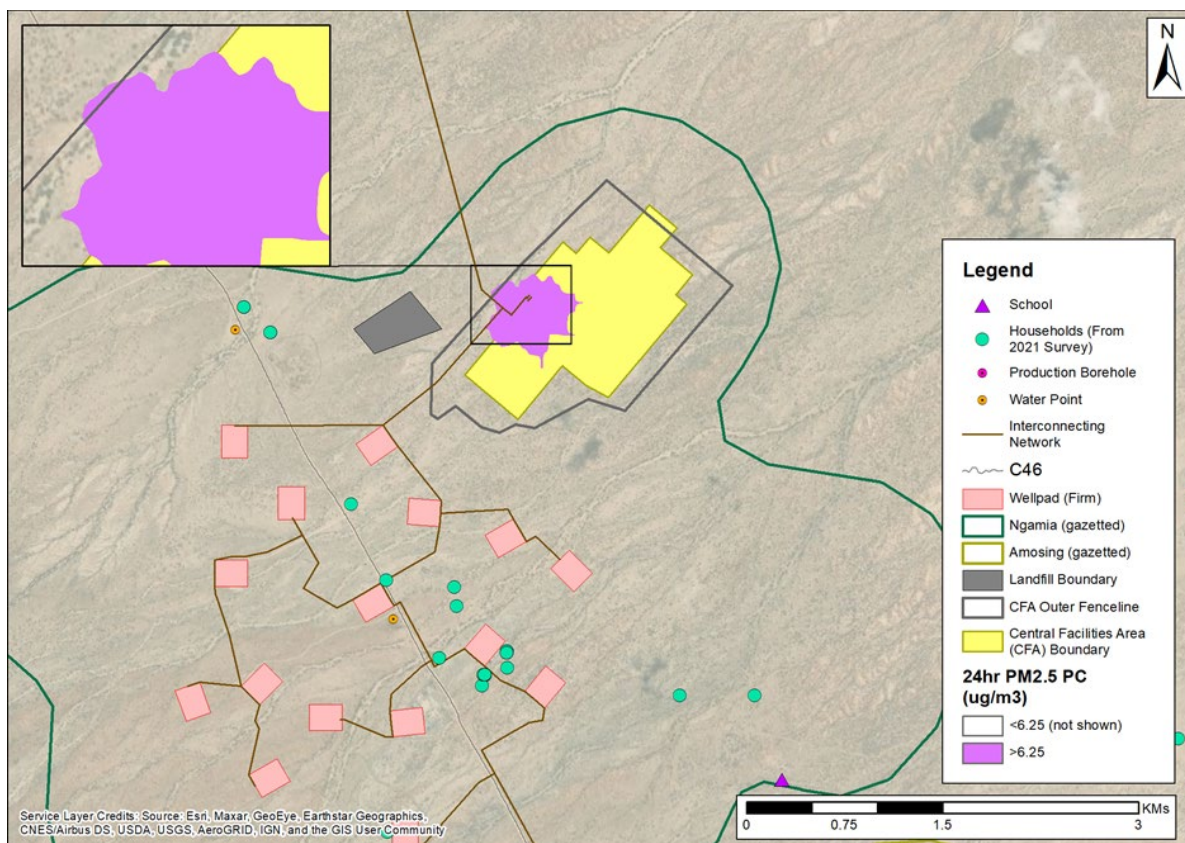 N
Legend
School
Households (From
2021 Survey)
Production Borehole
Water Point
Interconnecting
Network
C46
Wellpad (Firm)
Ngamia (gazetted)
Amosing (gazetted)
Landfill Boundary
CFA Outer Fenceline
Central Facilities Area
(CFA) Boundary
24hr PM2.5 PC
(ug/m3)
<6.25 (not shown)
>6.25
KMs
0 0.75 1.5 3
Service Layer Credits: Source: Esri, Maxar, GeoEye, Earthstar Geographics,
CNES/Airbus DS, USDA, USGS, AeroGRID, IGN, and the GIS User Community